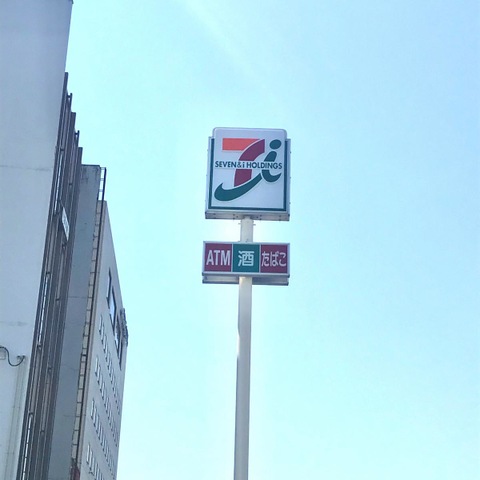 SEVEN&i HOLDINGS
ATM 酒 たばこ